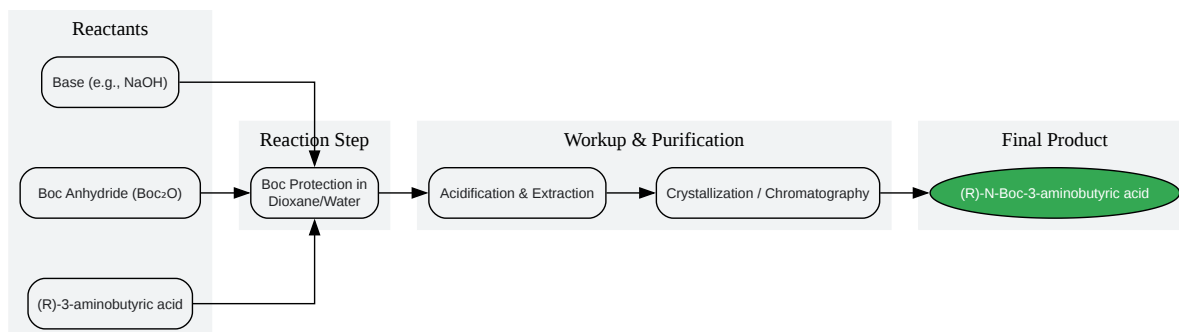 Reactants
Base (e.g., NaOH)
Boc Anhydride (Boc₂O)
(R)-3-aminobutyric acid
Reaction Step
Boc Protection in
Dioxane/Water
Workup & Purification
Acidification & Extraction
Crystallization / Chromatography
Final Product
(R)-N-Boc-3-aminobutyric acid